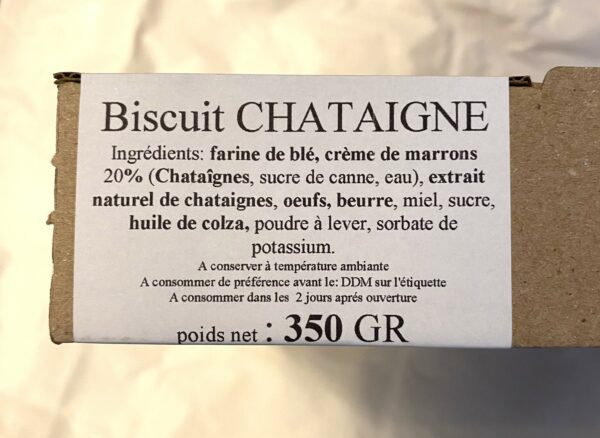 Biscuit CHATAIGNE
Ingrédients: farine de blé, crème de marrons
20% (Chataîgnes, sucre de canne, eau), extrait
naturel de chataignes, oeufs, beurre, miel, sucre,
huile de colza, poudre à lever, sorbate de
potassium.
A conserver à température ambiante
A consommer de préférence avant le: DDM sur l'étiquette
A consommer dans les 2 jours aprés ouverture
poids net : 350 GR